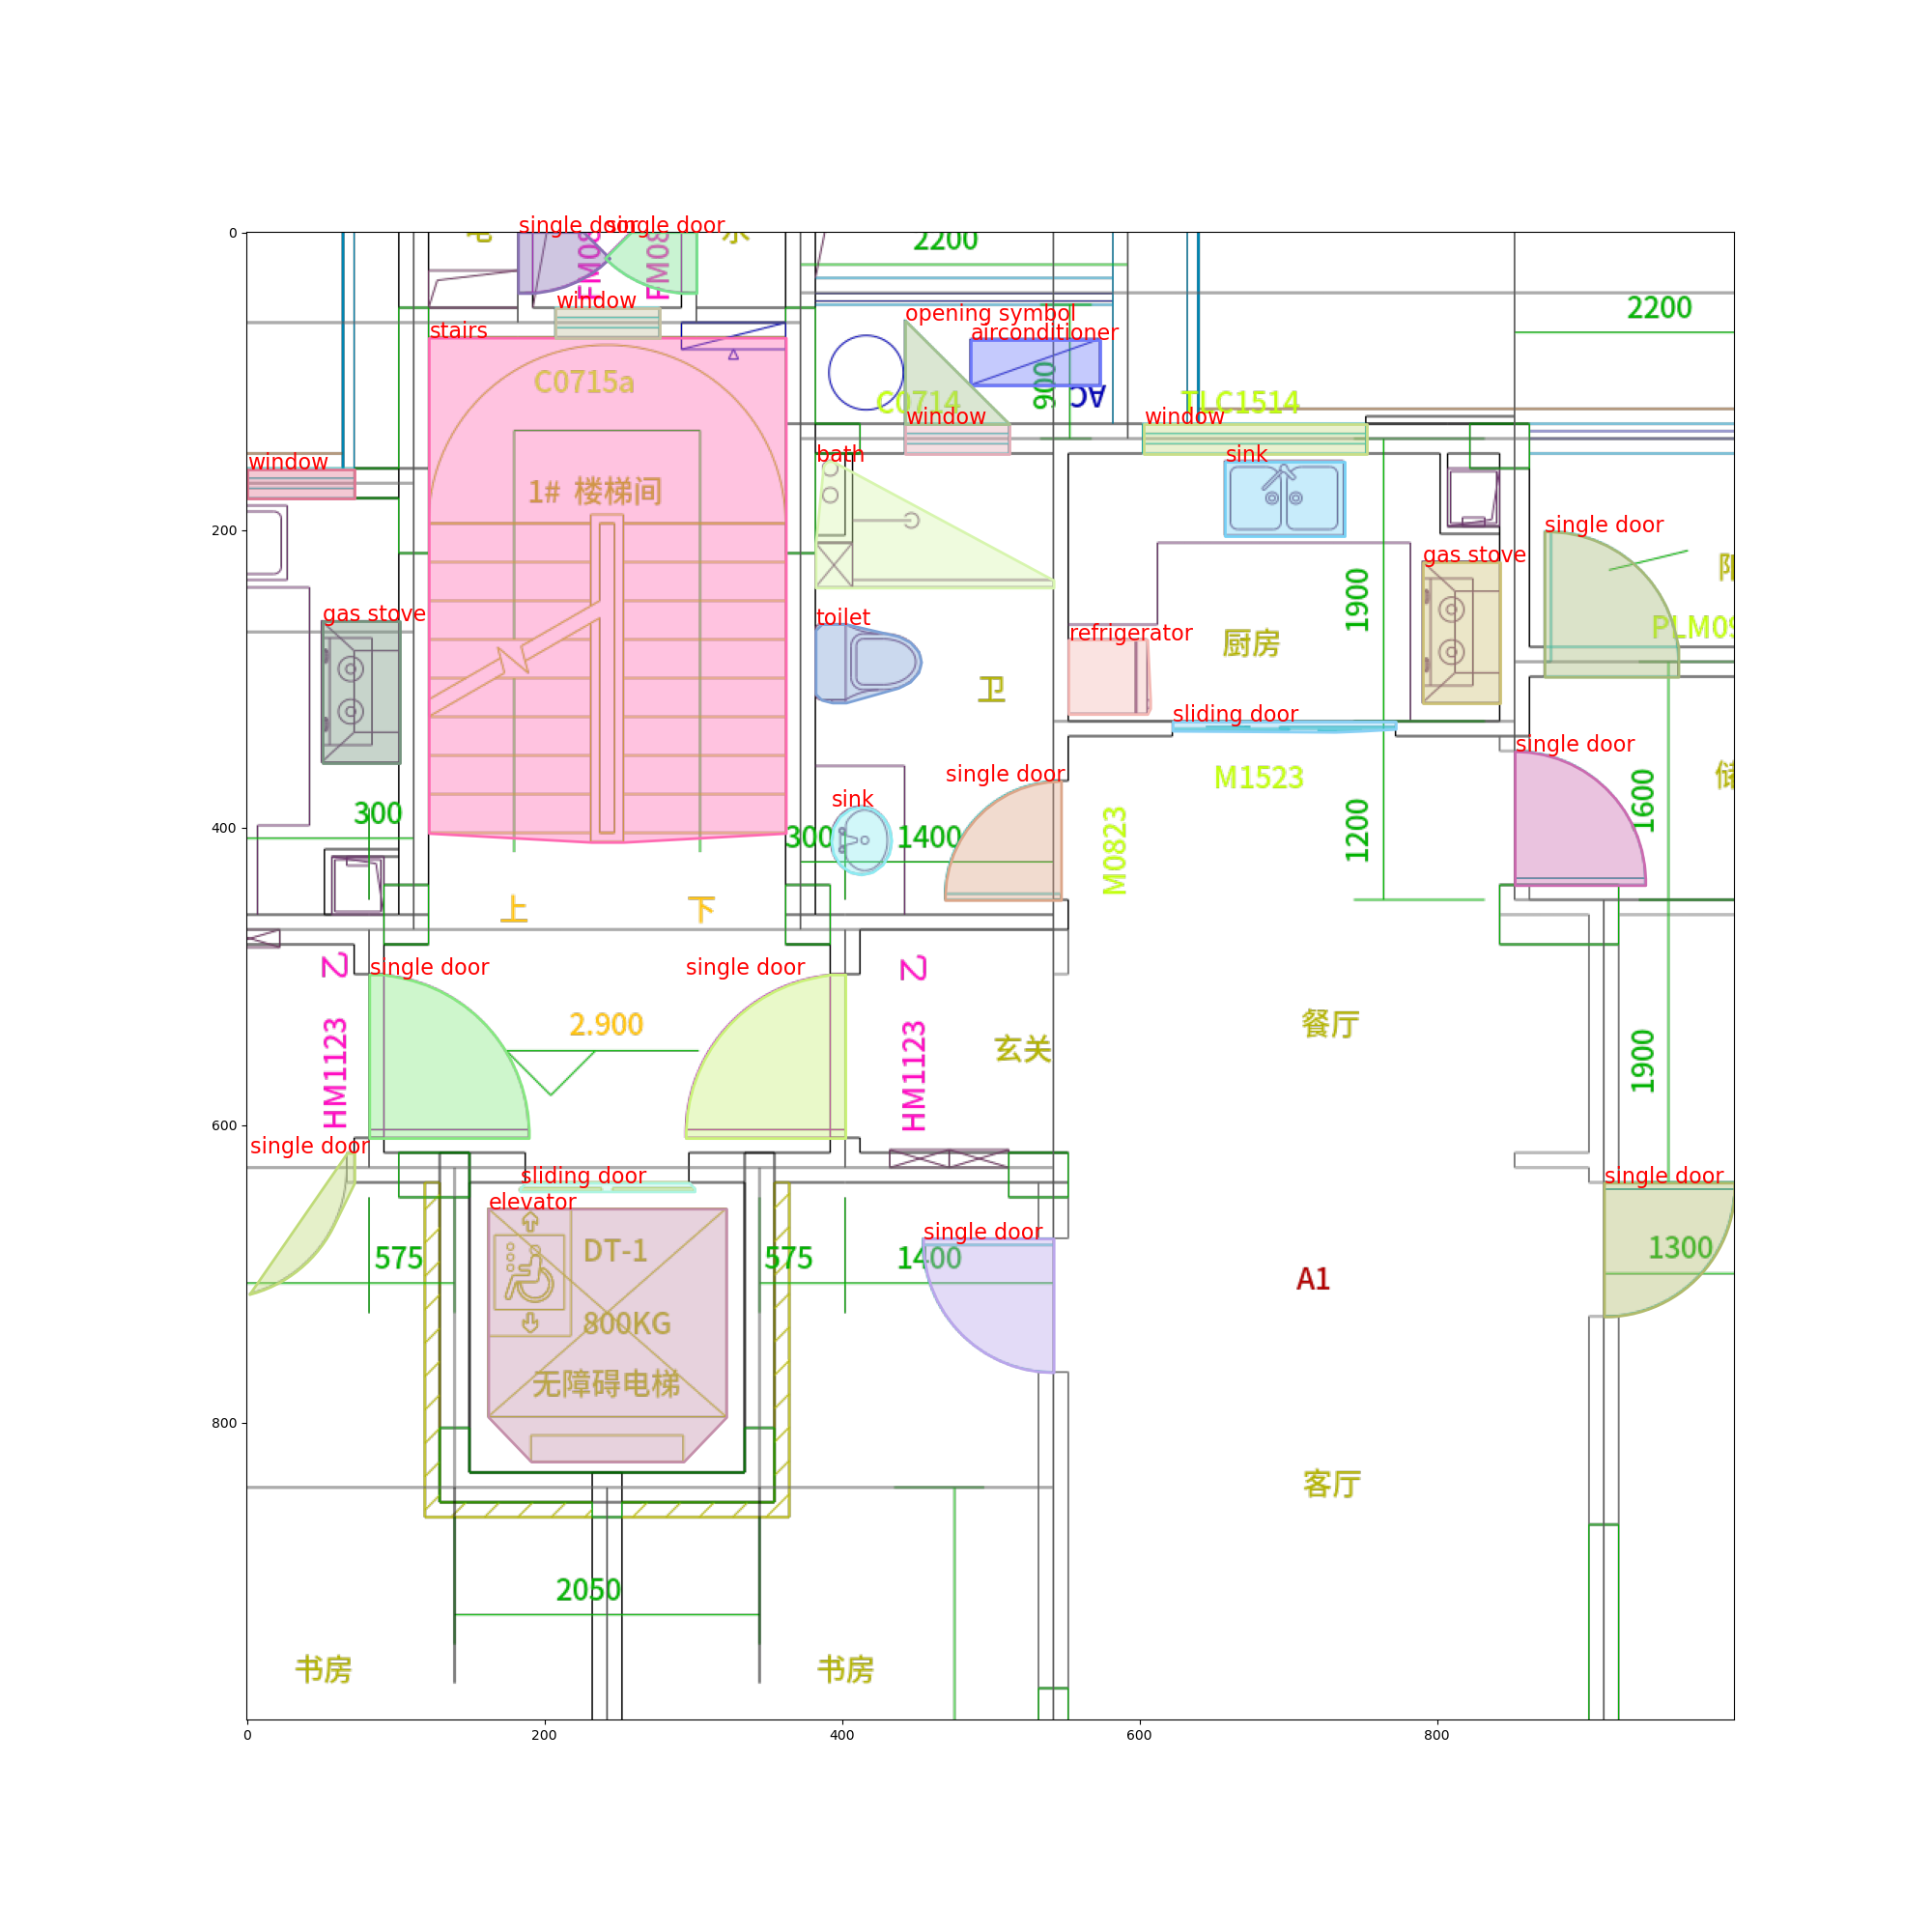 single door
single door
0
FM08
FM08
2200
window
2200
opening symbol
stairs
airconditioner
C0715a
900
AC
C0714
TLC1514
window
window
bath
sink
window
1# 楼梯间
200
single door
gas stove
1900
gas stove
toilet
PLM09
refrigerator
厨房
卫
sliding door
single door
single door
M1523
1600
sink
300
400
300
1400
M0823
1200
上
下
乙
single door
single door
乙
2.900
餐厅
HM1123
HM1123
玄关
1900
600
single door
sliding door
single door
elevator
single door
575
DT-1
575
1400
1300
A1
800KG
无障碍电梯
800
客厅
2050
书房
书房
0
200
400
600
800